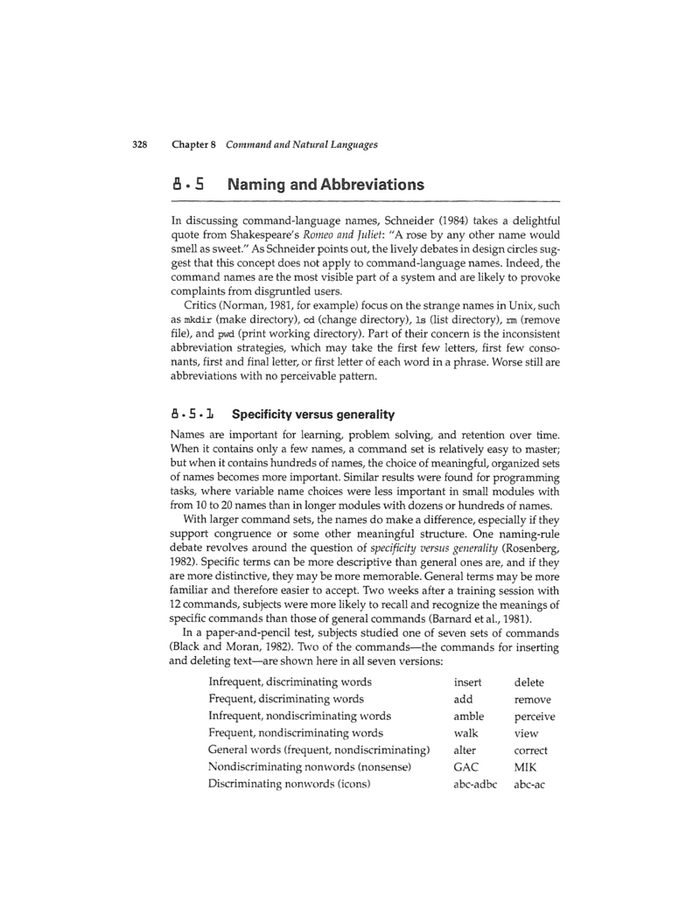 328 Chapter 8 Command and Natural Languages
8.5 Naming and Abbreviations
In discussing command-language names, Schneider (1984) takes a delightful
quote from Shakespeare's Romeo and Juliet: "A rose by any other name would
smell as sweet." As Schneider points out, the lively debates in design circles sug-
gest that this concept does not apply to command-language names. Indeed, the
command names are the most visible part of a system and are likely to provoke
complaints from disgruntled users.
Critics (Norman, 1981, for example) focus on the strange names in Unix, such
as mkdir (make directory), cd (change directory), ls (list directory), rm (remove
file), and pwd (print working directory). Part of their concern is the inconsistent
abbreviation strategies, which may take the first few letters, first few conso-
nants, first and final letter, or first letter of each word in a phrase. Worse still are
abbreviations with no perceivable pattern.
8.5.1 Specificity versus generality
Names are important for learning, problem solving, and retention over time.
When it contains only a few names, a command set is relatively easy to master;
but when it contains hundreds of names, the choice of meaningful, organized sets
of names becomes more important. Similar results were found for programming
tasks, where variable name choices were less important in small modules with
from 10 to 20 names than in longer modules with dozens or hundreds of names.
With larger command sets, the names do make a difference, especially if they
support congruence or some other meaningful structure. One naming-rule
debate revolves around the question of specificity versus generality (Rosenberg,
1982). Specific terms can be more descriptive than general ones are, and if they
are more distinctive, they may be more memorable. General terms may be more
familiar and therefore easier to accept. Two weeks after a training session with
12 commands, subjects were more likely to recall and recognize the meanings of
specific commands than those of general commands (Barnard et al., 1981).
In a paper-and-pencil test, subjects studied one of seven sets of commands
(Black and Moran, 1982). Two of the commands—the commands for inserting
and deleting text—are shown here in all seven versions:
Infrequent, discriminating words insert delete
Frequent, discriminating words add remove
Infrequent, nondiscriminating words amble perceive
Frequent, nondiscriminating words walk view
General words (frequent, nondiscriminating) alter correct
Nondiscriminating nonwords (nonsense) GAC MIK
Discriminating nonwords (icons) abc-adbc abc-ac